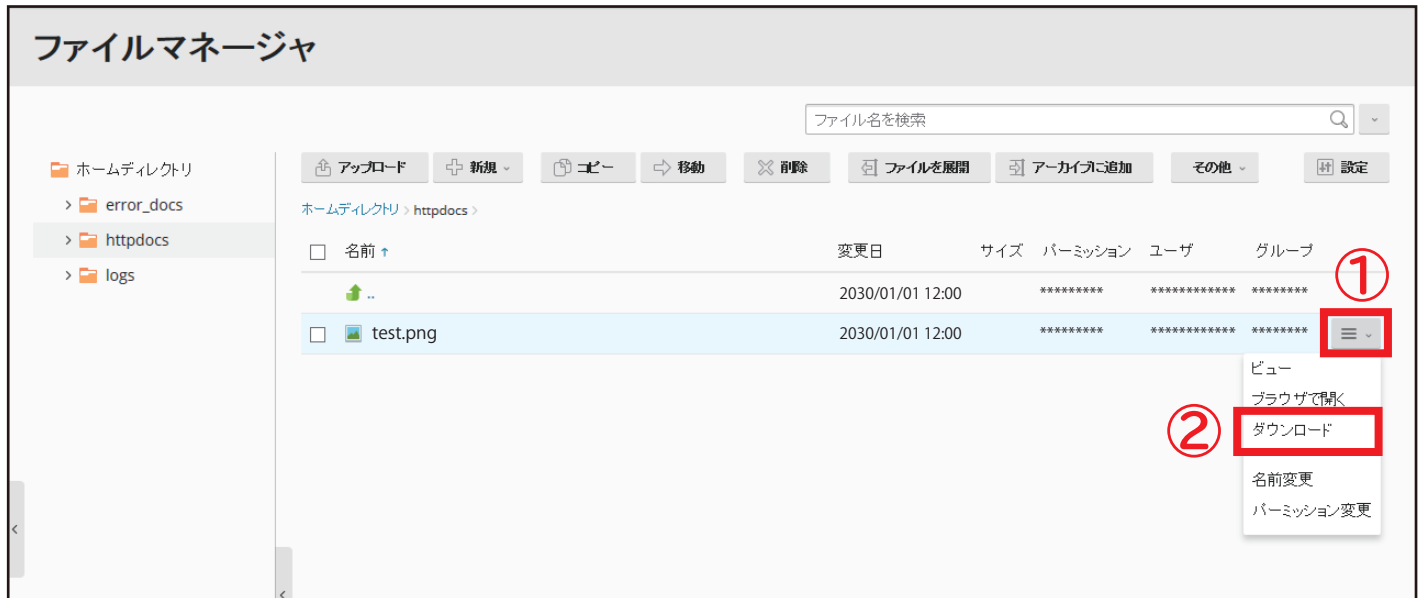 ファイルマネージャ
ファイル名を検索
ホームディレクトリ
error_docs
httpdocs
logs
アップロード 新規 コピー 移動 削除 ファイルを展開 アーカイブに追加 その他 設定
ホームディレクトリ > httpdocs >
名前 ↑ 変更日 サイズ パーミッション ユーザ グループ
.. 2030/01/01 12:00 ********* ************ ********
test.png 2030/01/01 12:00 ********* ************ ********
①
ビュー
ブラウザで開く
② ダウンロード
名前変更
パーミッション変更